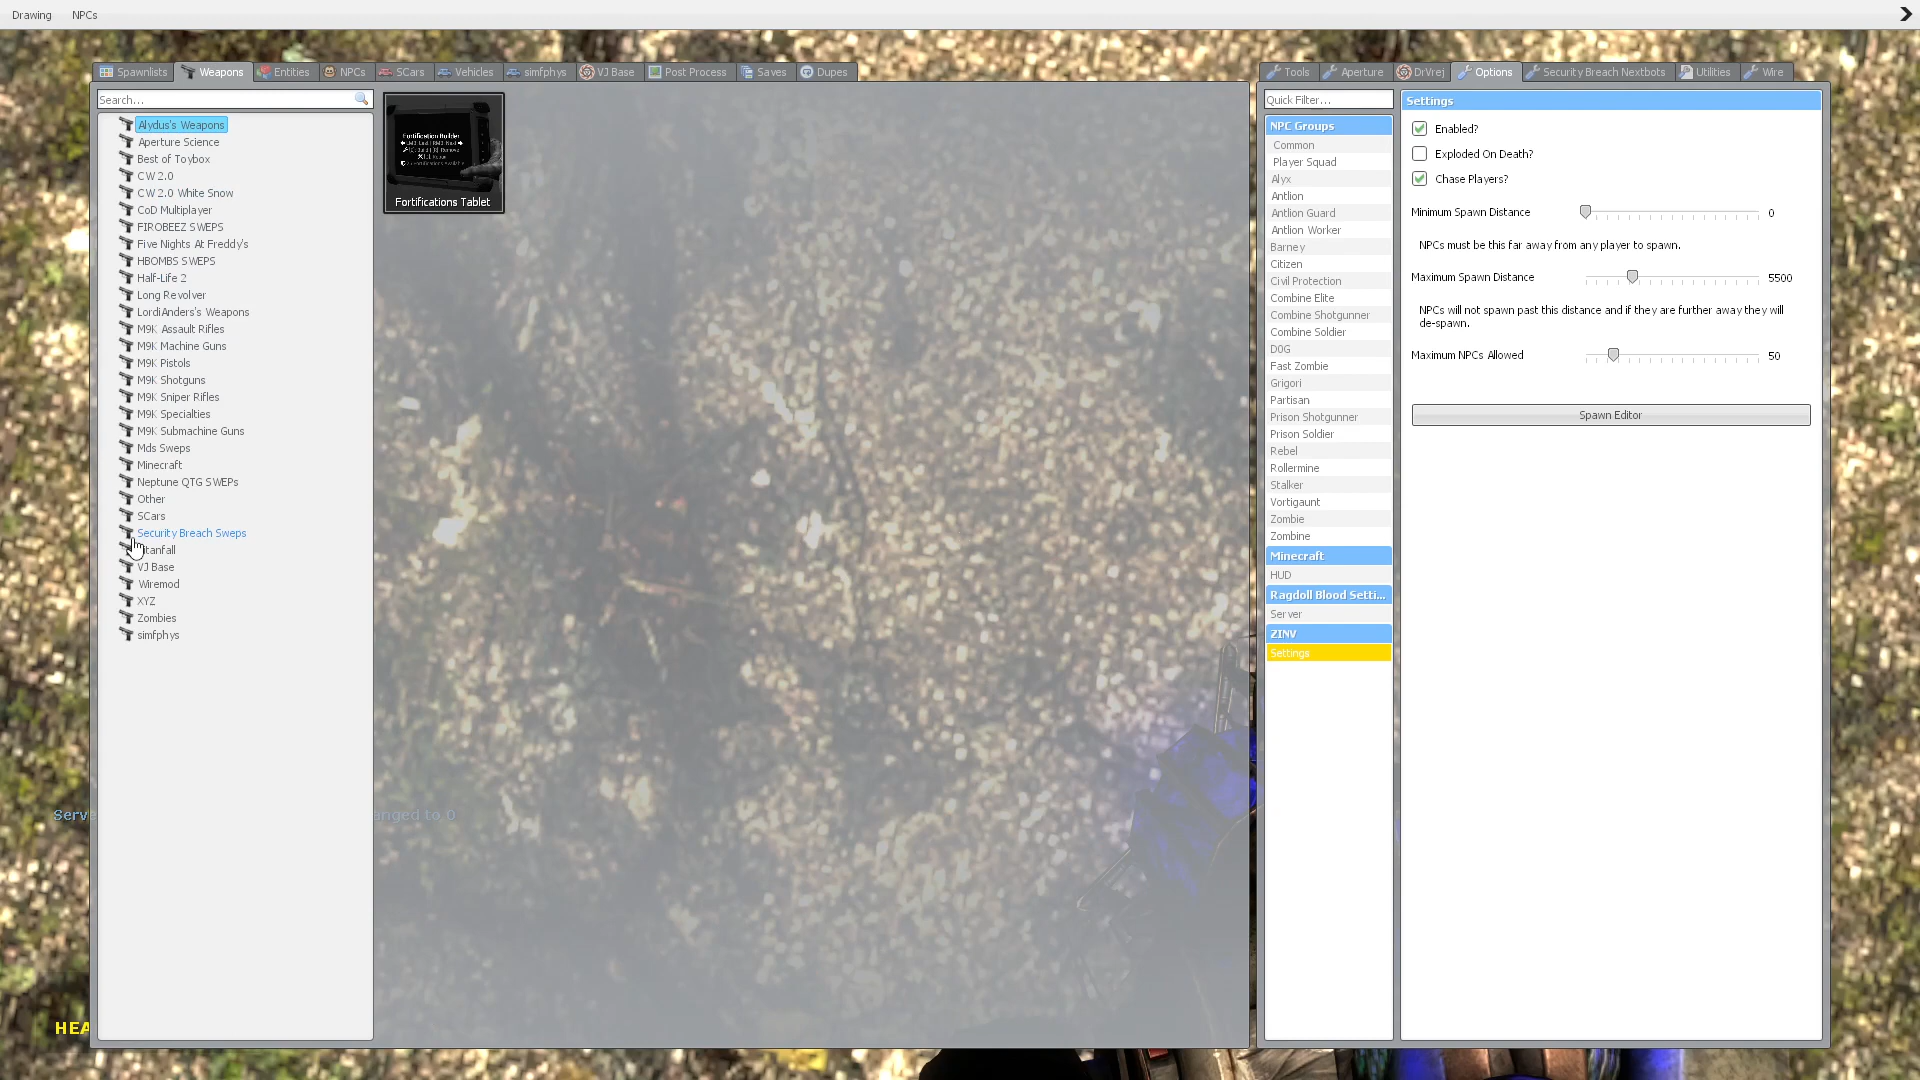 Drawing NPCs
Spawnlists Weapons Entities NPCs SCars Vehicles simfphys VJ Base Post Process Saves Dupes
Search...
Alydus's Weapons
Aperture Science
Best of Toybox
CW 2.0
CW 2.0 White Snow
CoD Multiplayer
FIROBEEZ SWEPS
Five Nights At Freddy's
HBOMBS SWEPS
Half-Life 2
Long Revolver
LordiAnders's Weapons
M9K Assault Rifles
M9K Machine Guns
M9K Pistols
M9K Shotguns
M9K Sniper Rifles
M9K Specialties
M9K Submachine Guns
Mds Sweps
Minecraft
Neptune QTG SWEPs
Other
SCars
Security Breach Sweps
tanfall
VJ Base
Wiremod
XYZ
Zombies
simfphys
Fortification Builder
Fortifications Tablet
Serv
anged to 0
HEA
Tools Aperture DrVrej Options Security Breach Nextbots Utilities Wire
Quick Filter...
NPC Groups
Common
Player Squad
Alyx
Antlion
Antlion Guard
Antlion Worker
Barney
Citizen
Civil Protection
Combine Elite
Combine Shotgunner
Combine Soldier
D0G
Fast Zombie
Grigori
Partisan
Prison Shotgunner
Prison Soldier
Rebel
Rollermine
Stalker
Vortigaunt
Zombie
Zombine
Minecraft
HUD
Ragdoll Blood Setti...
Server
ZINV
Settings
Settings
Enabled?
Exploded On Death?
Chase Players?
Minimum Spawn Distance 0
NPCs must be this far away from any player to spawn.
Maximum Spawn Distance 5500
NPCs will not spawn past this distance and if they are further away they will
de-spawn.
Maximum NPCs Allowed 50
Spawn Editor